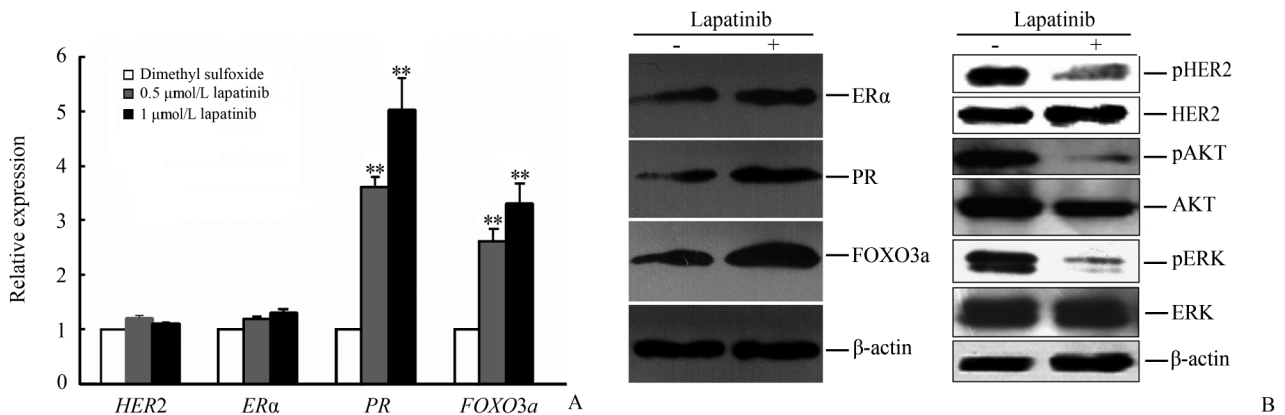 Relative expression
6
5
4
3
2
1
0
Dimethyl sulfoxide
0.5 μmol/L lapatinib
1 μmol/L lapatinib
**
**
**
**
HER2
ERα
PR
FOXO3a
A
Lapatinib
- +
ERα
PR
FOXO3a
β-actin
Lapatinib
- +
pHER2
HER2
pAKT
AKT
pERK
ERK
β-actin
B